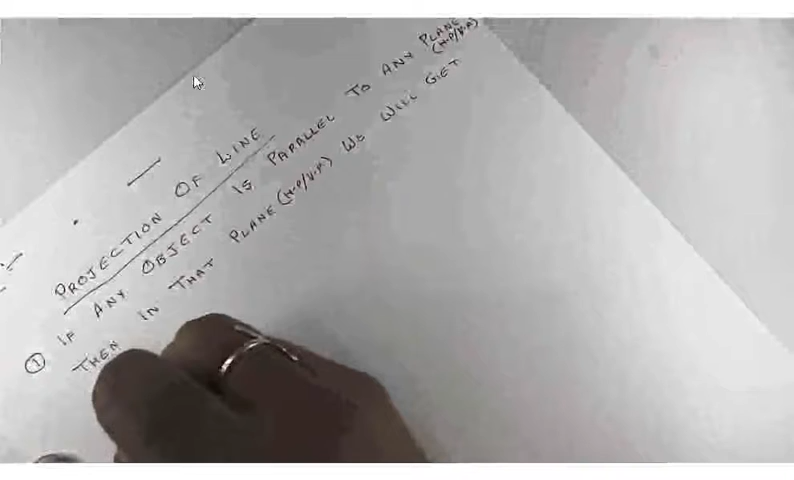 PROJECTION OF LINE
① IF ANY OBJECT IS PARALLEL TO ANY PLANE
(H.P/V.P)
THEN IN THAT PLANE (H.P/V.P) WE WILL GET